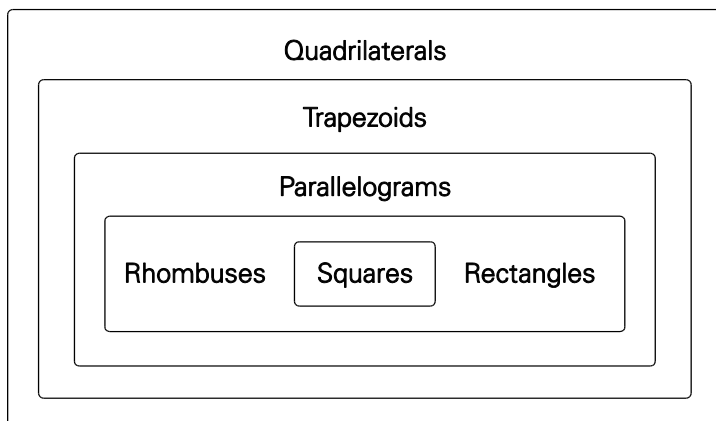 Quadrilaterals
Trapezoids
Parallelograms
Rhombuses Squares Rectangles